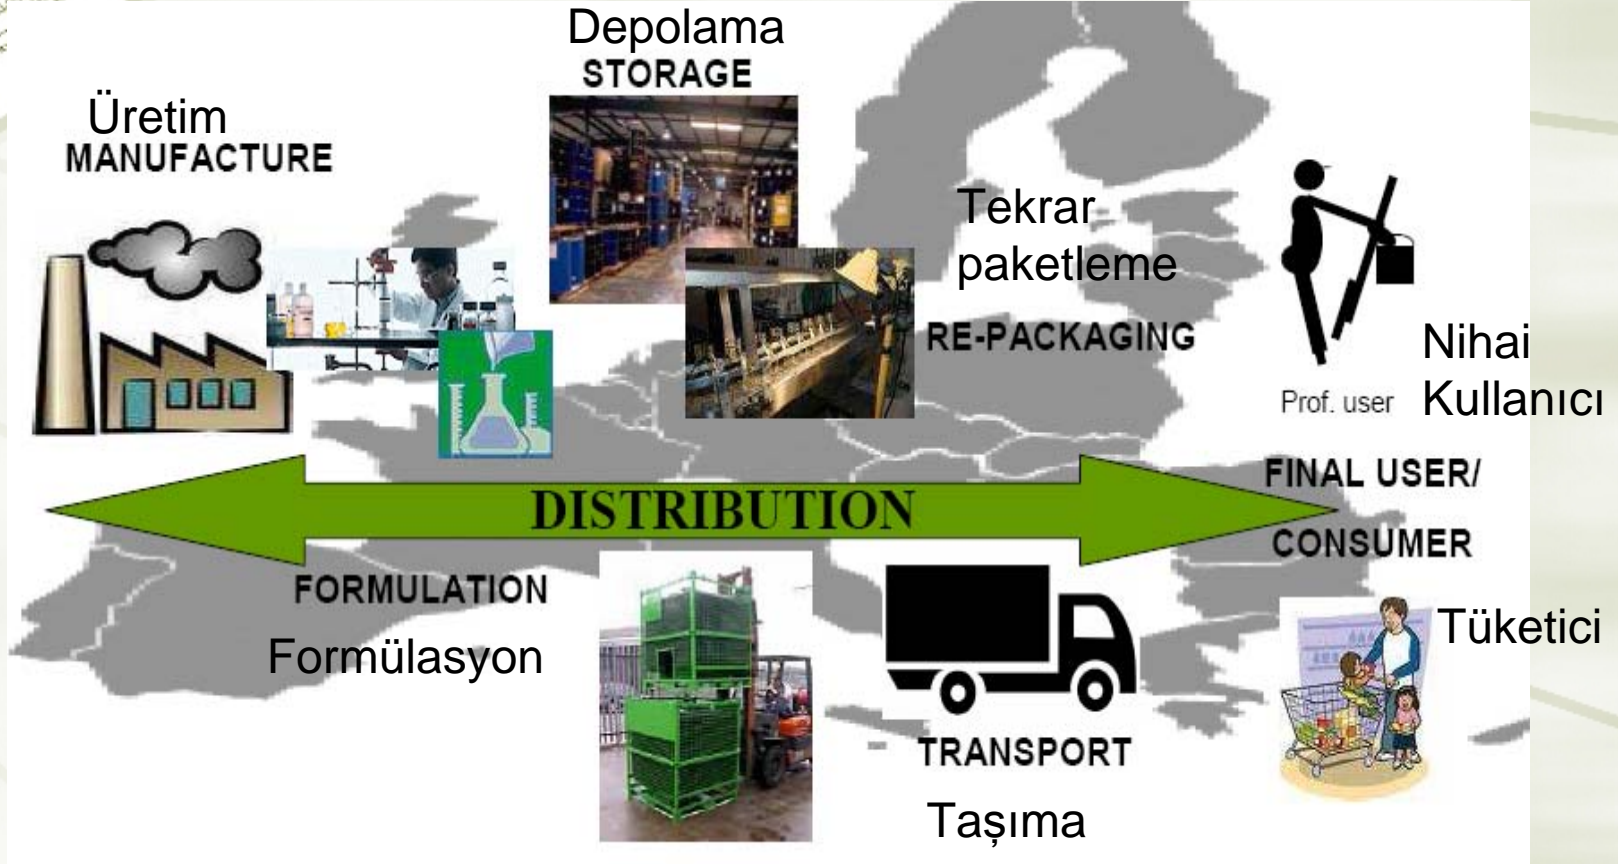 Depolama
STORAGE
Üretim
MANUFACTURE
Tekrar
paketleme
RE-PACKAGING
Nihai
Kullanıcı
Prof. user
FINAL USER/
CONSUMER
DISTRIBUTION
FORMULATION
Formülasyon
Tüketici
TRANSPORT
Taşıma